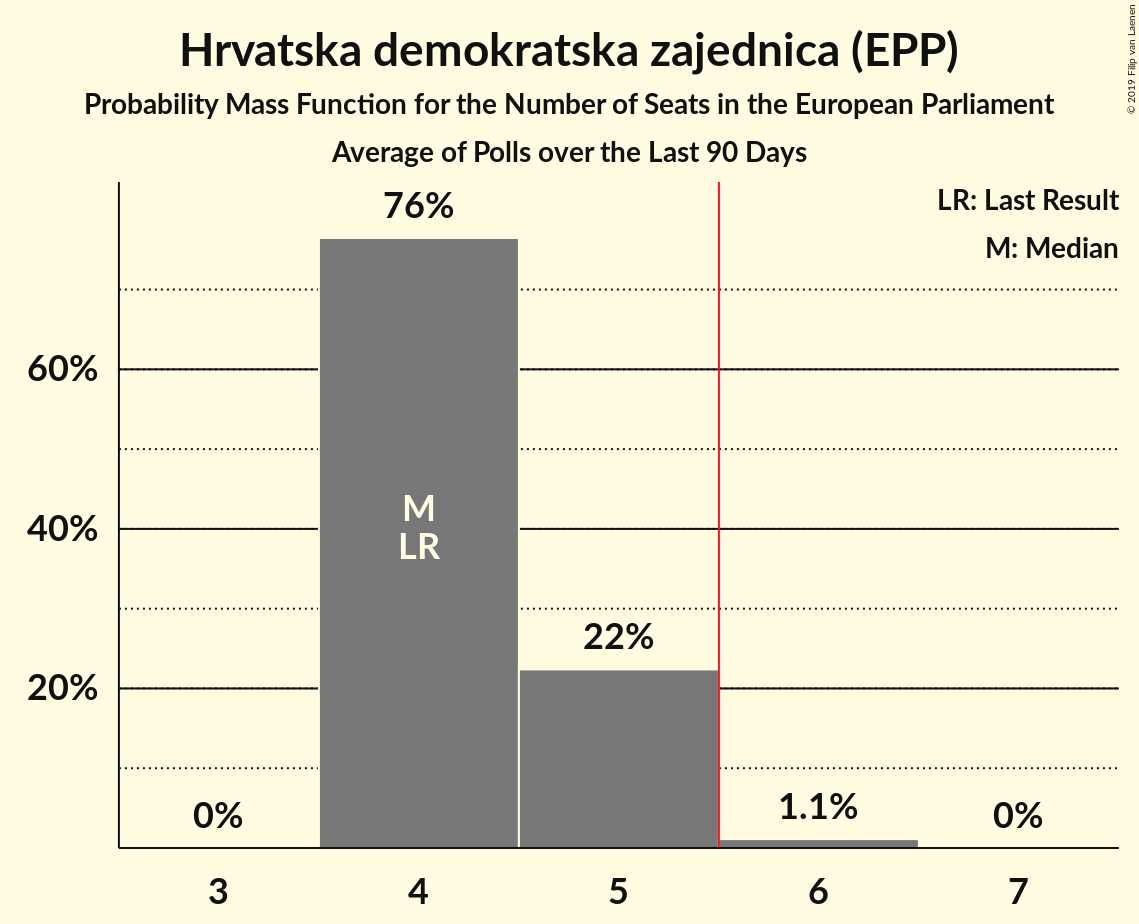 Hrvatska demokratska zajednica (EPP)
Probability Mass Function for the Number of Seats in the European Parliament
Average of Polls over the Last 90 Days
© 2019 Filip van Laenen
LR: Last Result
M: Median
76%
60%
M
40%
LR
22%
20%
1.1%
0%
0%
3 4 5 6 7